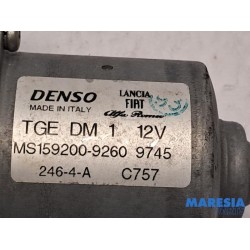 DENSO
MADE IN ITALY
LANCIA
FIAT
Alfa Romeo
TGE DM 1 12V
MS159200-9260 9745
246-4-A C757
MARESIA